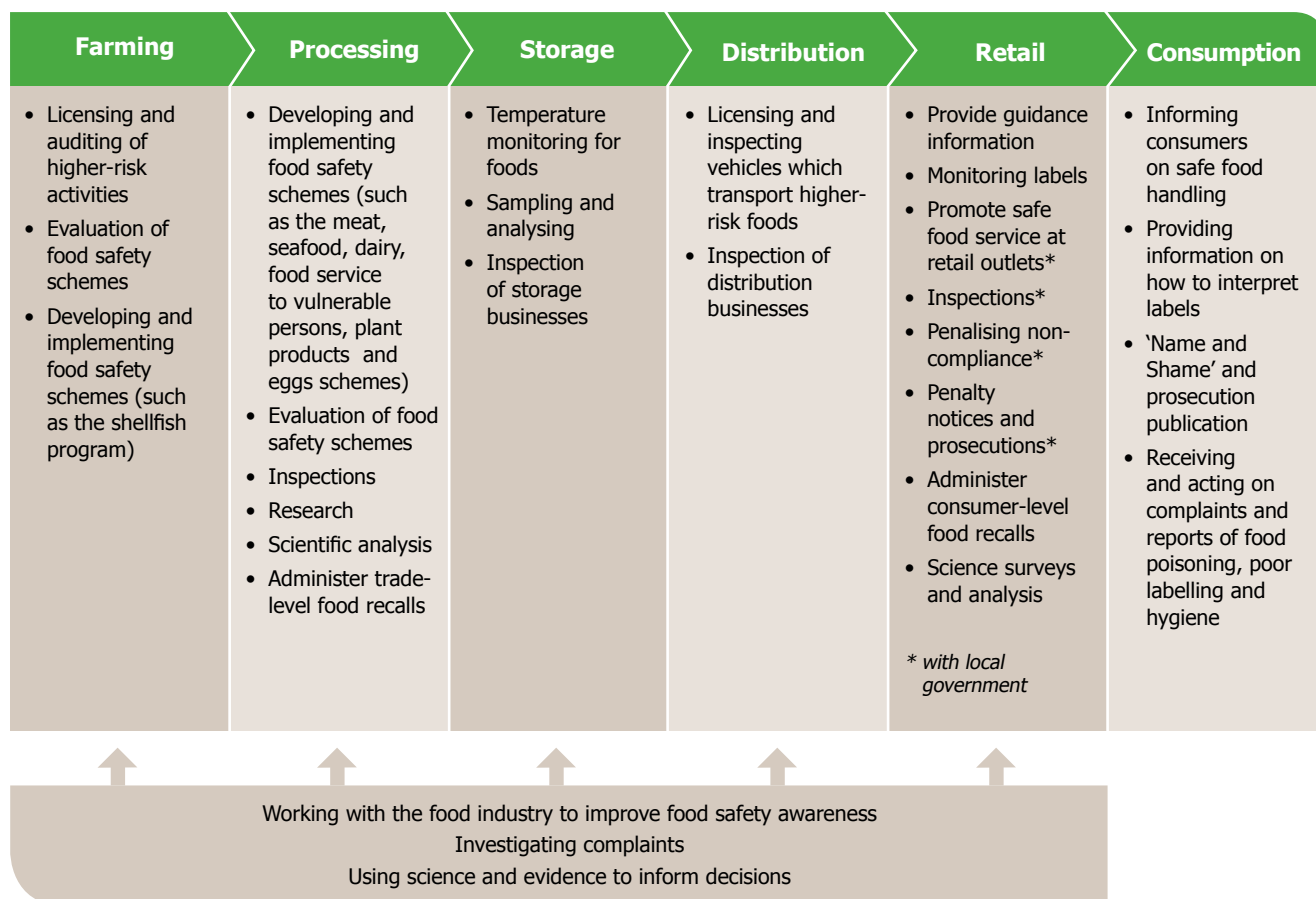 Farming
Processing
Storage
Distribution
Retail
Consumption
• Licensing and
auditing of
higher-risk
activities
• Evaluation of
food safety
schemes
• Developing and
implementing
food safety
schemes (such
as the shellfish
program)
• Developing and
implementing
food safety
schemes (such
as the meat,
seafood, dairy,
food service
to vulnerable
persons, plant
products and
eggs schemes)
• Evaluation of food
safety schemes
• Inspections
• Research
• Scientific analysis
• Administer trade-
level food recalls
• Temperature
monitoring for
foods
• Sampling and
analysing
• Inspection
of storage
businesses
• Licensing and
inspecting
vehicles which
transport higher-
risk foods
• Inspection of
distribution
businesses
• Provide guidance
information
• Monitoring labels
• Promote safe
food service at
retail outlets*
• Inspections*
• Penalising non-
compliance*
• Penalty
notices and
prosecutions*
• Administer
consumer-level
food recalls
• Science surveys
and analysis
* with local
government
• Informing
consumers
on safe food
handling
• Providing
information on
how to interpret
labels
• ‘Name and
Shame’ and
prosecution
publication
• Receiving
and acting on
complaints and
reports of food
poisoning, poor
labelling and
hygiene
Working with the food industry to improve food safety awareness
Investigating complaints
Using science and evidence to inform decisions